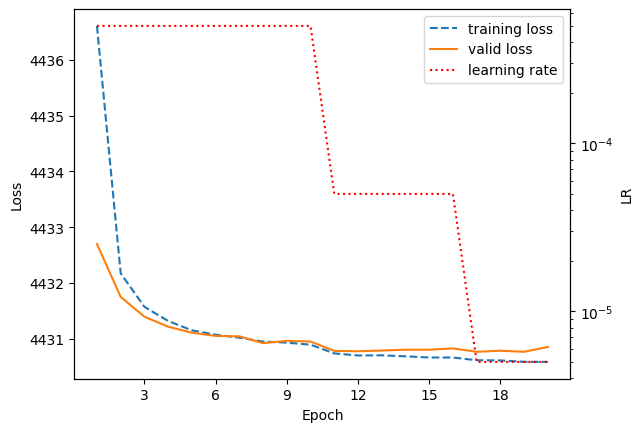 training loss
valid loss
learning rate
4436
4435
4434
4433
4432
4431
Loss
10⁻⁴
10⁻⁵
LR
3 6 9 12 15 18
Epoch